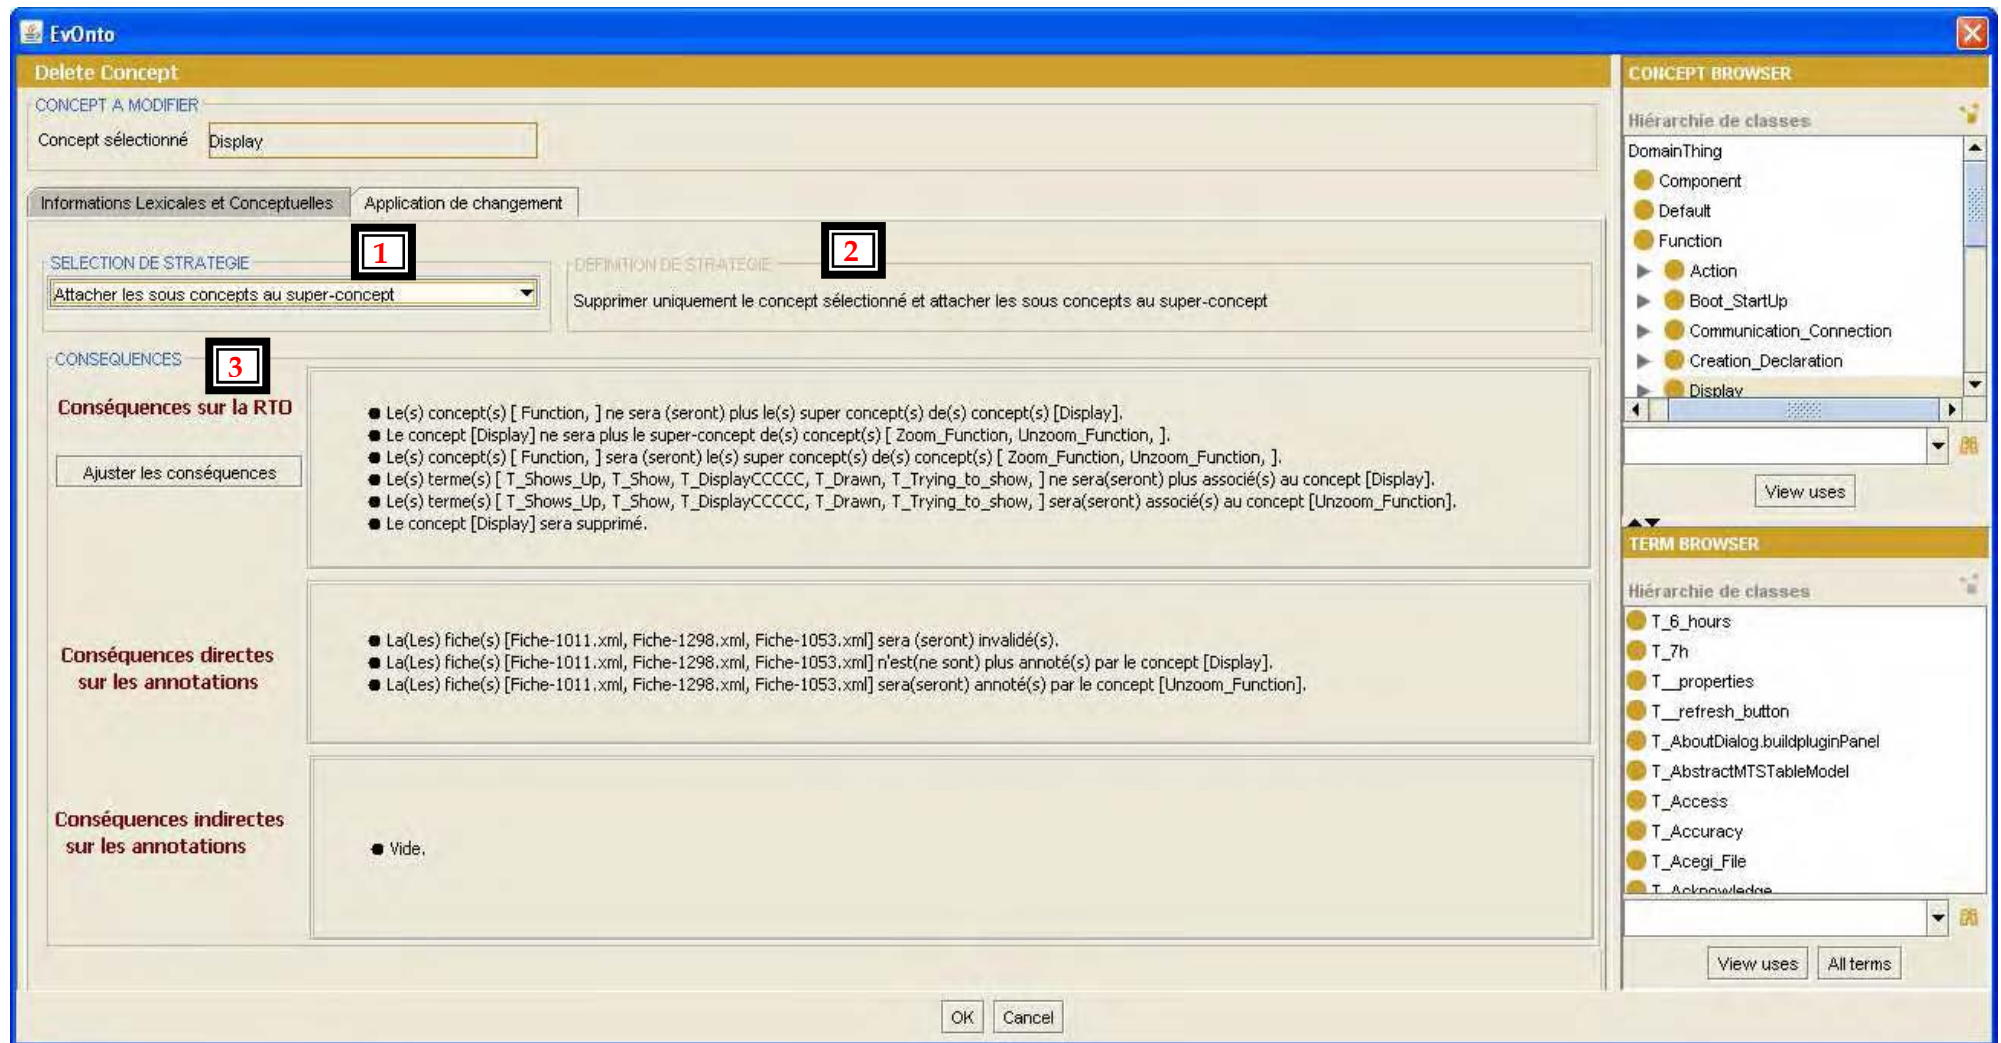 EvOnto
Delete Concept
CONCEPT A MODIFIER
Concept sélectionné Display
Informations Lexicales et Conceptuelles
Application de changement
1
SELECTION DE STRATEGIE
Attacher les sous concepts au super-concept
2
DEFINITION DE STRATEGIE
Supprimer uniquement le concept sélectionné et attacher les sous concepts au super-concept
CONSEQUENCES
3
Conséquences sur la RTO
Ajuster les conséquences
Le(s) concept(s) [ Function, ] ne sera (seront) plus le(s) super concept(s) de(s) concept(s) [Display].
Le concept [Display] ne sera plus le super-concept de(s) concept(s) [ Zoom_Function, Unzoom_Function, ].
Le(s) concept(s) [ Function, ] sera (seront) le(s) super concept(s) de(s) concept(s) [ Zoom_Function, Unzoom_Function, ].
Le(s) terme(s) [ T_Shows_Up, T_Show, T_DisplayCCCCC, T_Drawn, T_Trying_to_show, ] ne sera(seront) plus associé(s) au concept [Display].
Le(s) terme(s) [ T_Shows_Up, T_Show, T_DisplayCCCCC, T_Drawn, T_Trying_to_show, ] sera(seront) associé(s) au concept [Unzoom_Function].
Le concept [Display] sera supprimé.
Conséquences directes
sur les annotations
La(Les) fiche(s) [Fiche-1011.xml, Fiche-1298.xml, Fiche-1053.xml] sera (seront) invalidé(s).
La(Les) fiche(s) [Fiche-1011.xml, Fiche-1298.xml, Fiche-1053.xml] n'est(ne sont) plus annoté(s) par le concept [Display].
La(Les) fiche(s) [Fiche-1011.xml, Fiche-1298.xml, Fiche-1053.xml] sera(seront) annoté(s) par le concept [Unzoom_Function].
Conséquences indirectes
sur les annotations
Vide.
OK
Cancel
CONCEPT BROWSER
Hiérarchie de classes
DomainThing
Component
Default
Function
Action
Boot_StartUp
Communication_Connection
Creation_Declaration
Display
View uses
TERM BROWSER
Hiérarchie de classes
T_6_hours
T_7h
T__properties
T__refresh_button
T_AboutDialog.buildpluginPanel
T_AbstractMTSTableModel
T_Access
T_Accuracy
T_Acegi_File
T_Acknowledge
View uses
All terms